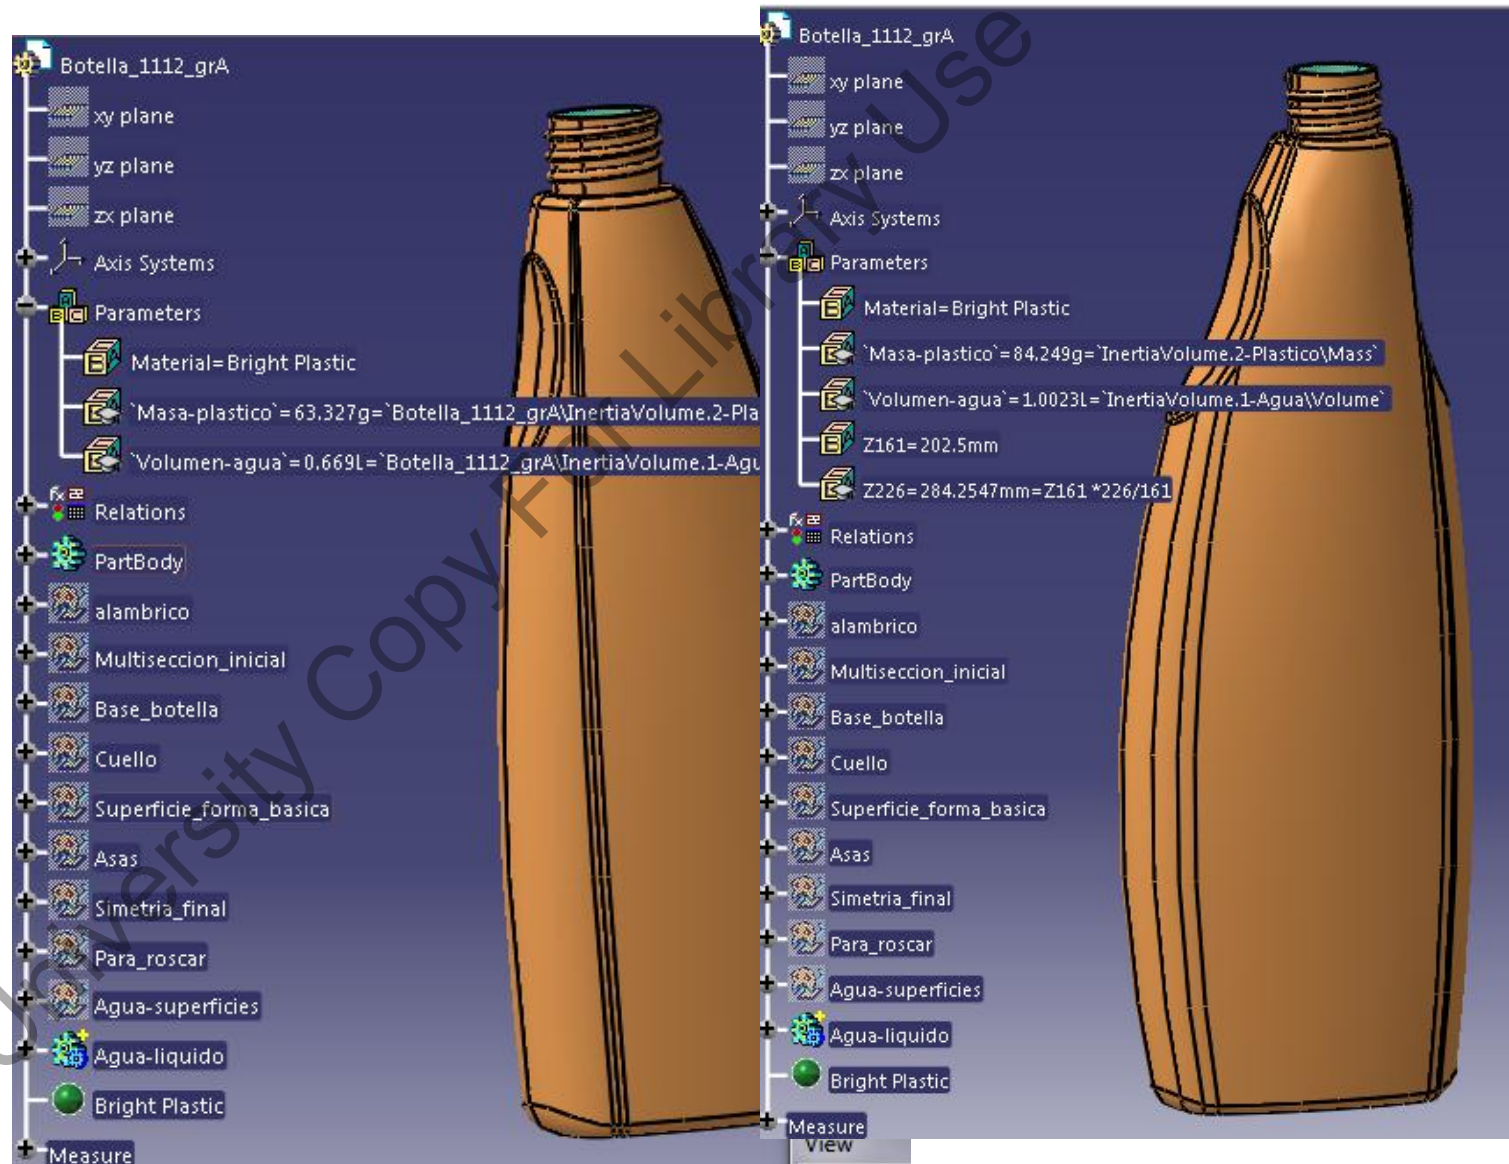 Botella_1112_grA
xy plane
yz plane
zx plane
Axis Systems
Parameters
Material=Bright Plastic
`Masa-plastico`=63.327g=`Botella_1112_grA\InertiaVolume.2-Pla
`Volumen-agua`=0.669L=`Botella_1112_grA\InertiaVolume.1-Agu
Relations
PartBody
alambrico
Multiseccion_inicial
Base_botella
Cuello
Superficie_forma_basica
Asas
Simetria_final
Para_roscar
Agua-superficies
Agua-liquido
Bright Plastic
Measure
Botella_1112_grA
xy plane
yz plane
zx plane
Axis Systems
Parameters
Material=Bright Plastic
`Masa-plastico`=84.249g=`InertiaVolume.2-Plastico\Mass`
`Volumen-agua`=1.0023L=`InertiaVolume.1-Agua\Volume`
Z161=202.5mm
Z226=284.2547mm=Z161*226/161
Relations
PartBody
alambrico
Multiseccion_inicial
Base_botella
Cuello
Superficie_forma_basica
Asas
Simetria_final
Para_roscar
Agua-superficies
Agua-liquido
Bright Plastic
Measure
View
University Copy For Library Use